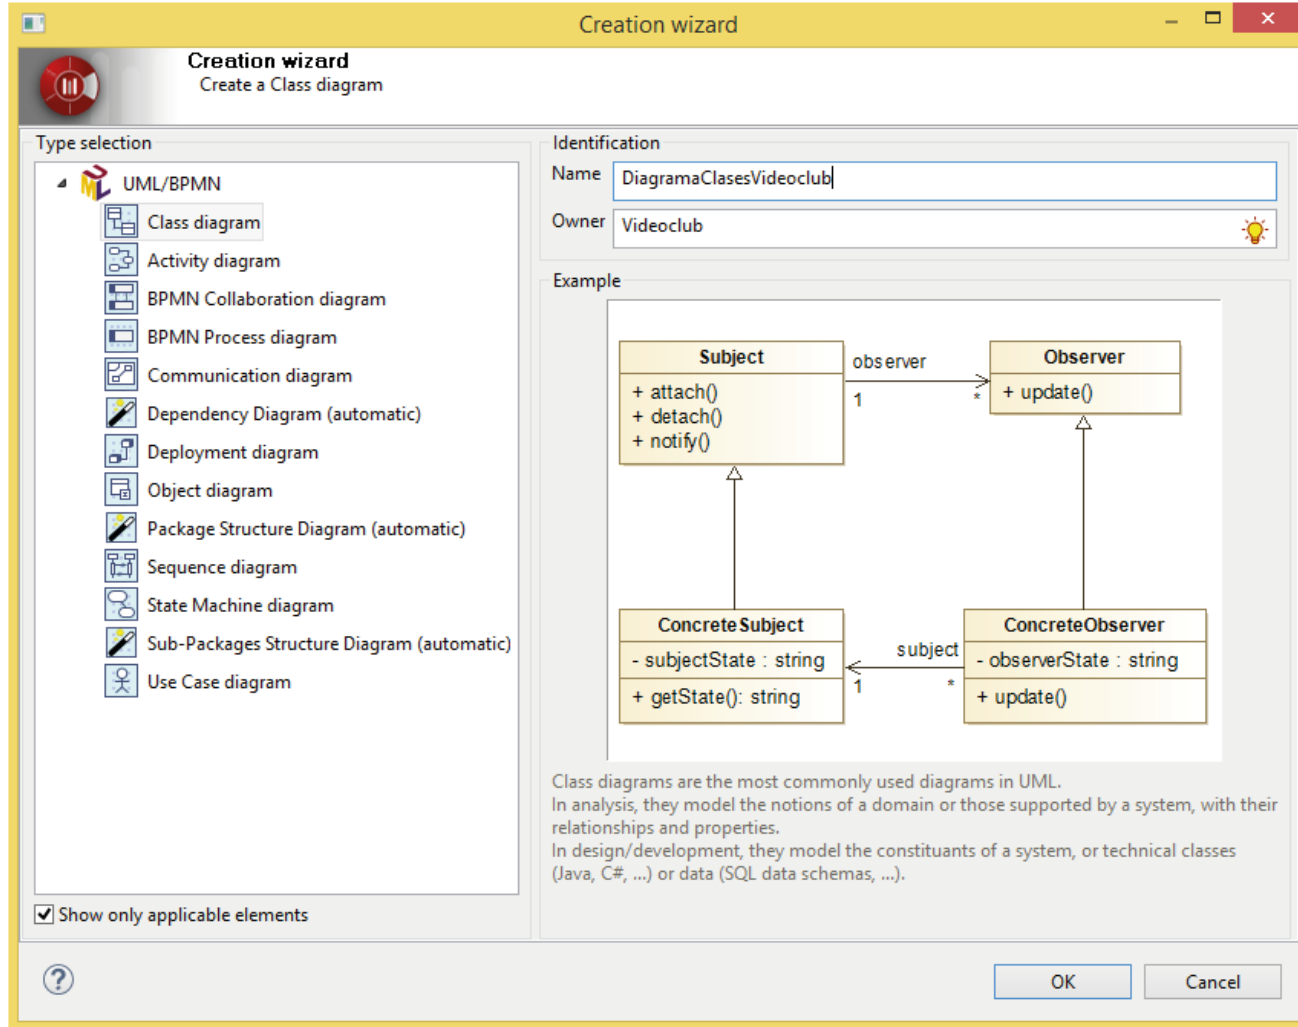 Creation wizard
Creation wizard
Create a Class diagram
Type selection
UML/BPMN
Class diagram
Activity diagram
BPMN Collaboration diagram
BPMN Process diagram
Communication diagram
Dependency Diagram (automatic)
Deployment diagram
Object diagram
Package Structure Diagram (automatic)
Sequence diagram
State Machine diagram
Sub-Packages Structure Diagram (automatic)
Use Case diagram
Show only applicable elements
Identification
Name DiagramaClasesVideoclub
Owner Videoclub
Example
Subject
+ attach()
+ detach()
+ notify()
observer
1 *
Observer
+ update()
ConcreteSubject
- subjectState : string
+ getState(): string
subject
1 *
ConcreteObserver
- observerState : string
+ update()
Class diagrams are the most commonly used diagrams in UML.
In analysis, they model the notions of a domain or those supported by a system, with their
relationships and properties.
In design/development, they model the constituants of a system, or technical classes
(Java, C#, ...) or data (SQL data schemas, ...).
?
OK
Cancel